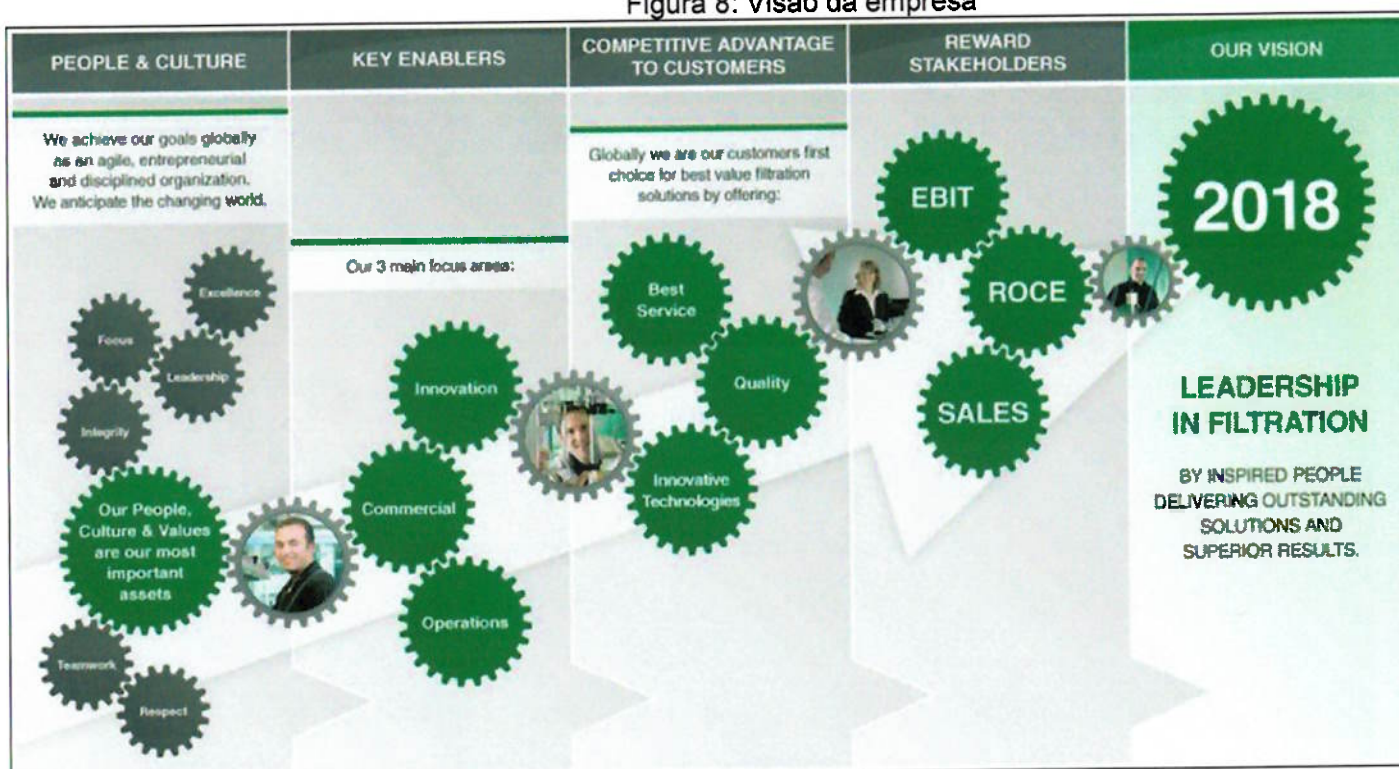 Figura 8: Visão da empresa
PEOPLE & CULTURE
We achieve our goals globally
as an agile, entrepreneurial
and disciplined organization.
We anticipate the changing world.
Excellence
Focus
Leadership
Integrity
Our People,
Culture & Values
are our most
important
assets
Teamwork
Respect
KEY ENABLERS
Our 3 main focus areas:
Innovation
Commercial
Operations
COMPETITIVE ADVANTAGE
TO CUSTOMERS
Globally we are our customers first
choice for best value filtration
solutions by offering:
Best
Service
Quality
Innovative
Technologies
REWARD
STAKEHOLDERS
EBIT
ROCE
SALES
OUR VISION
2018
LEADERSHIP
IN FILTRATION
BY INSPIRED PEOPLE
DELIVERING OUTSTANDING
SOLUTIONS AND
SUPERIOR RESULTS.